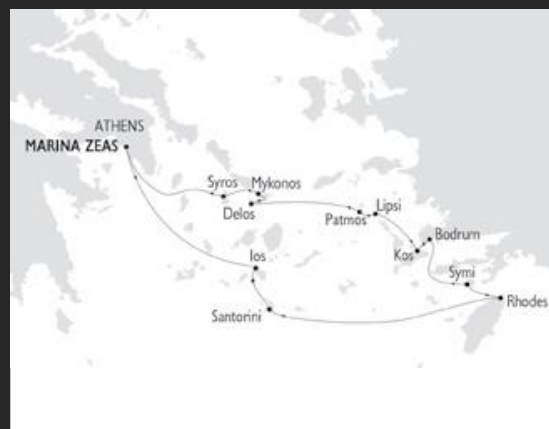 ATHENS
MARINA ZEAS
Syros
Mykonos
Delos
Patmos
Lipsi
Kos
Bodrum
Symi
Rhodes
Ios
Santorini